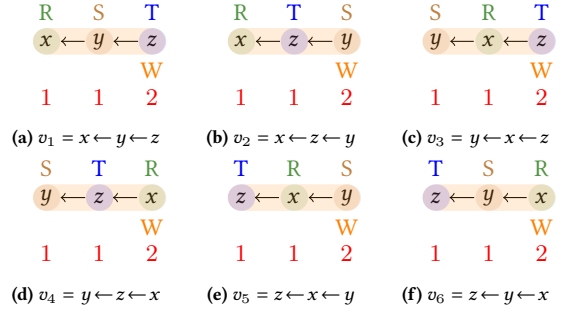 R S T R T S S R T
x ← y ← z x ← z ← y y ← x ← z
W W W
1 1 2 1 1 2 1 1 2
(a) v₁ = x ← y ← z (b) v₂ = x ← z ← y (c) v₃ = y ← x ← z
S T R T R S T S R
y ← z ← x z ← x ← y z ← y ← x
W W W
1 1 2 1 1 2 1 1 2
(d) v₄ = y ← z ← x (e) v₅ = z ← x ← y (f) v₆ = z ← y ← x